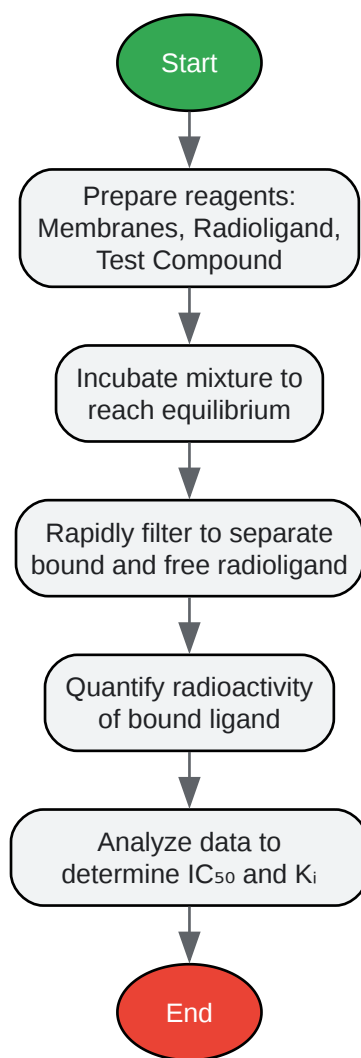 Start
Prepare reagents:
Membranes, Radioligand,
Test Compound
Incubate mixture to
reach equilibrium
Rapidly filter to separate
bound and free radioligand
Quantify radioactivity
of bound ligand
Analyze data to
determine IC₅₀ and Kᵢ
End